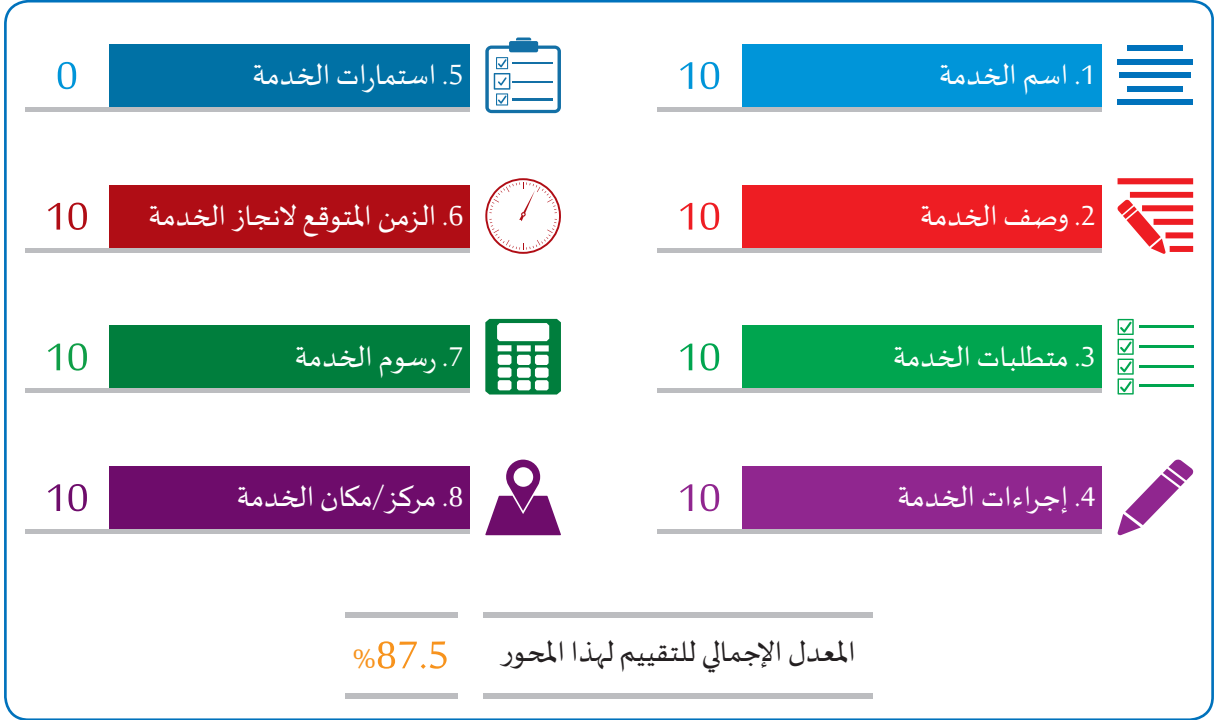 1. اسم الخدمة 10
2. وصف الخدمة 10
3. متطلبات الخدمة 10
4. إجراءات الخدمة 10
5. استمارات الخدمة 0
6. الزمن المتوقع لانجاز الخدمة 10
7. رسوم الخدمة 10
8. مركز/مكان الخدمة 10
المعدل الإجمالي للتقييم لهذا المحور %87.5